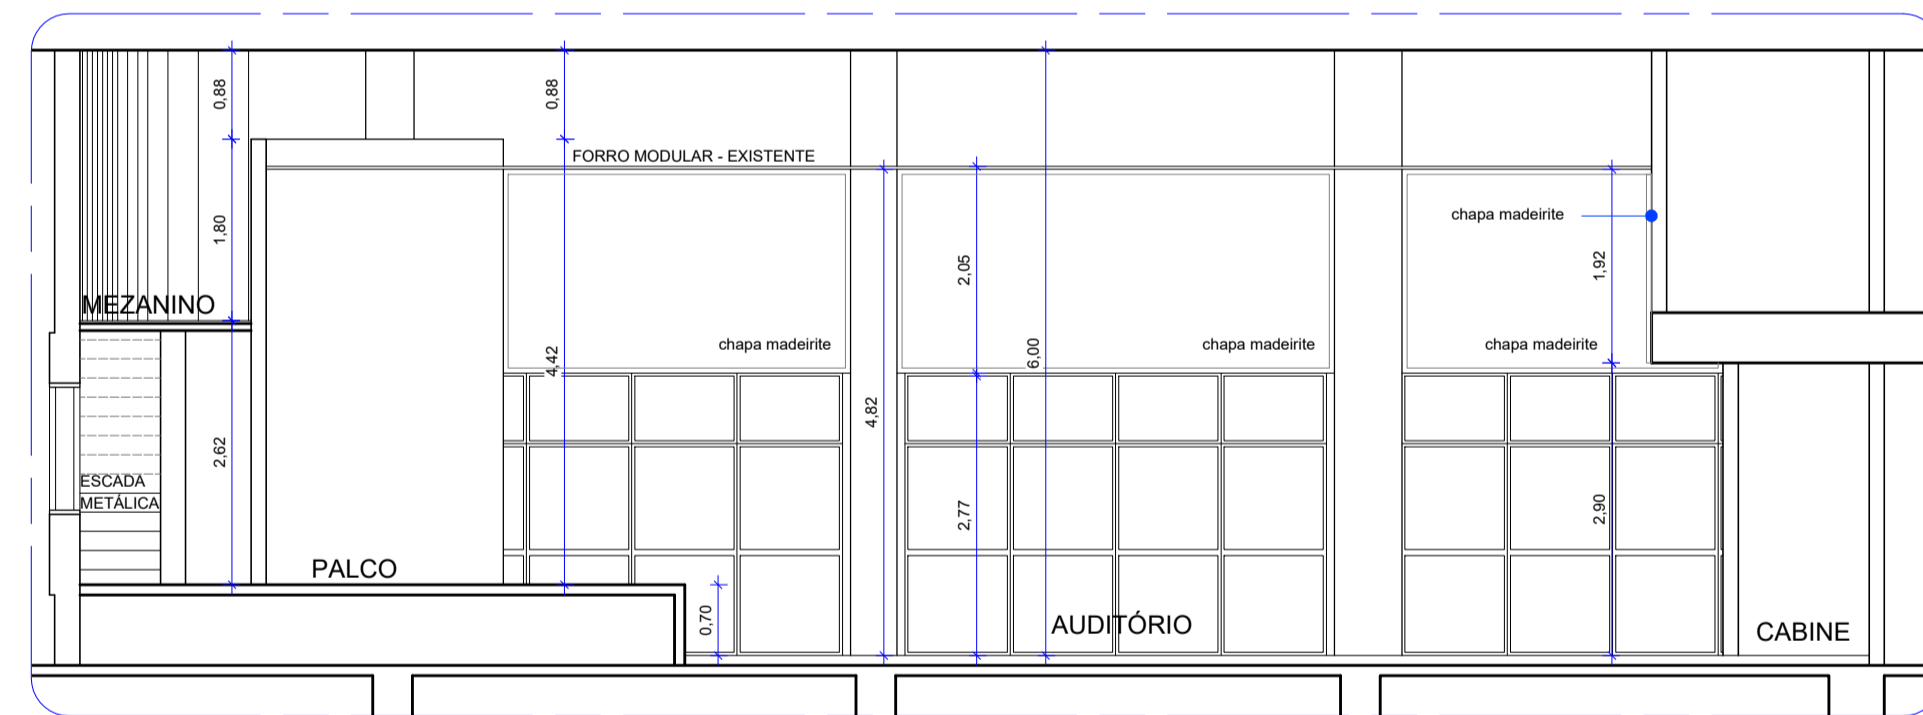 0,88
0,88
FORRO MODULAR - EXISTENTE
chapa madeirite
1,80
2,05
1,92
MEZANINO
chapa madeirite
chapa madeirite
chapa madeirite
4,42
6,00
4,82
2,62
ESCADA
METÁLICA
2,77
2,90
PALCO
0,70
AUDITÓRIO
CABINE